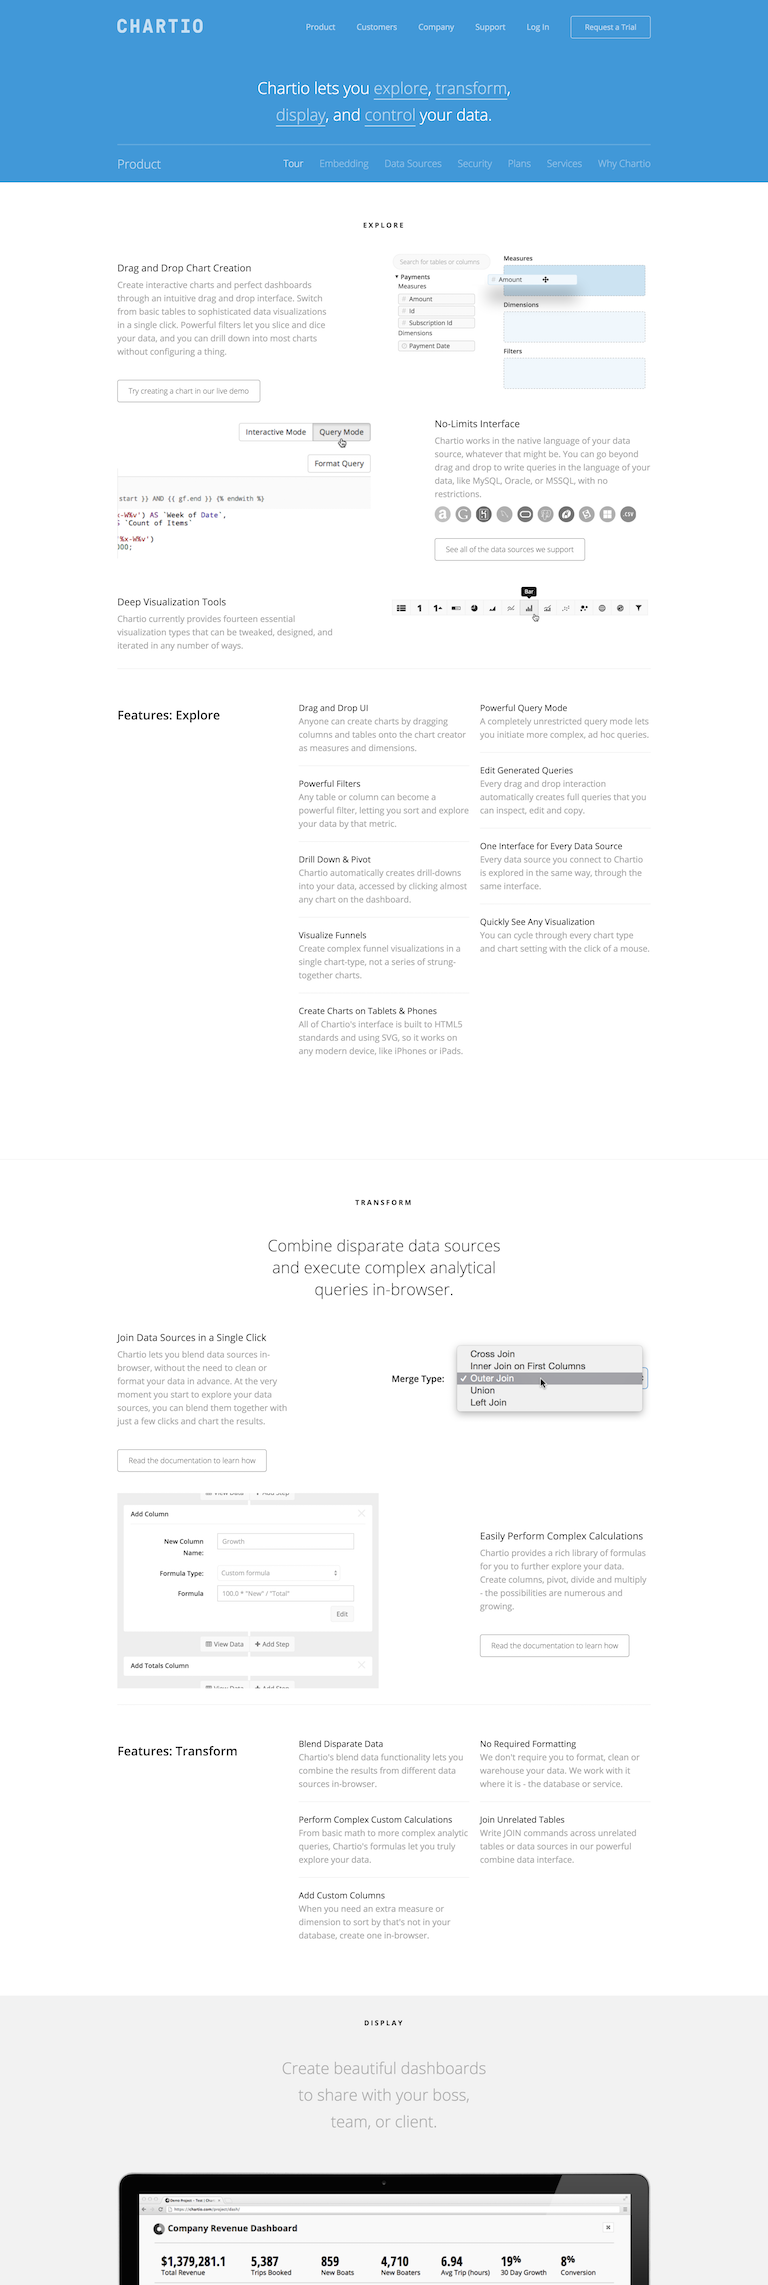 CHARTIO
Product Customers Company Support Log In Request a Trial
Chartio lets you explore, transform,
display, and control your data.
Product
Tour Embedding Data Sources Security Plans Services Why Chartio
EXPLORE
Drag and Drop Chart Creation
Create interactive charts and perfect dashboards
through an intuitive drag and drop interface. Switch
from basic tables to sophisticated data visualizations
in a single click. Powerful filters let you slice and dice
your data, and you can drill down into most charts
without configuring a thing.
Try creating a chart in our live demo
Search for tables or columns
Payments
Measures
# Amount
# Id
# Subscription Id
Dimensions
Payment Date
Measures
# Amount
Dimensions
Filters
Interactive Mode Query Mode
Format Query
start }} AND {{ gf.end }} {% endwith %}
x-W%v') AS `Week of Date`,
`Count of Items`
'%x-W%v')
000;
No-Limits Interface
Chartio works in the native language of your data
source, whatever that might be. You can go beyond
drag and drop to write queries in the language of your
data, like MySQL, Oracle, or MSSQL, with no
restrictions.
.CSV
See all of the data sources we support
Deep Visualization Tools
Chartio currently provides fourteen essential
visualization types that can be tweaked, designed, and
iterated in any number of ways.
Bar
1 1
Features: Explore
Drag and Drop UI
Anyone can create charts by dragging
columns and tables onto the chart creator
as measures and dimensions.
Powerful Filters
Any table or column can become a
powerful filter, letting you sort and explore
your data by that metric.
Drill Down & Pivot
Chartio automatically creates drill-downs
into your data, accessed by clicking almost
any chart on the dashboard.
Visualize Funnels
Create complex funnel visualizations in a
single chart-type, not a series of strung-
together charts.
Create Charts on Tablets & Phones
All of Chartio's interface is built to HTML5
standards and using SVG, so it works on
any modern device, like iPhones or iPads.
Powerful Query Mode
A completely unrestricted query mode lets
you initiate more complex, ad hoc queries.
Edit Generated Queries
Every drag and drop interaction
automatically creates full queries that you
can inspect, edit and copy.
One Interface for Every Data Source
Every data source you connect to Chartio
is explored in the same way, through the
same interface.
Quickly See Any Visualization
You can cycle through every chart type
and chart setting with the click of a mouse.
TRANSFORM
Combine disparate data sources
and execute complex analytical
queries in-browser.
Join Data Sources in a Single Click
Chartio lets you blend data sources in-
browser, without the need to clean or
format your data in advance. At the very
moment you start to explore your data
sources, you can blend them together with
just a few clicks and chart the results.
Read the documentation to learn how
Merge Type:
Cross Join
Inner Join on First Columns
✓ Outer Join
Union
Left Join
View Data Add Step
Add Column
New Column
Name:
Growth
Formula Type: Custom formula
Formula 100.0 * "New" / "Total"
Edit
View Data + Add Step
Add Totals Column
View Data Add Step
Easily Perform Complex Calculations
Chartio provides a rich library of formulas
for you to further explore your data.
Create columns, pivot, divide and multiply
- the possibilities are numerous and
growing.
Read the documentation to learn how
Features: Transform
Blend Disparate Data
Chartio's blend data functionality lets you
combine the results from different data
sources in-browser.
Perform Complex Custom Calculations
From basic math to more complex analytic
queries, Chartio's formulas let you truly
explore your data.
Add Custom Columns
When you need an extra measure or
dimension to sort by that's not in your
database, create one in-browser.
No Required Formatting
We don't require you to format, clean or
warehouse your data. We work with it
where it is - the database or service.
Join Unrelated Tables
Write JOIN commands across unrelated
tables or data sources in our powerful
combine data interface.
DISPLAY
Create beautiful dashboards
to share with your boss,
team, or client.
https://chartio.com/project/dash/
Company Revenue Dashboard
$1,379,281.1 5,387 859 4,710 6.94 19% 8%
Total Revenue Trips Booked New Boats New Boaters Avg Trip (hours) 30 Day Growth Conversion